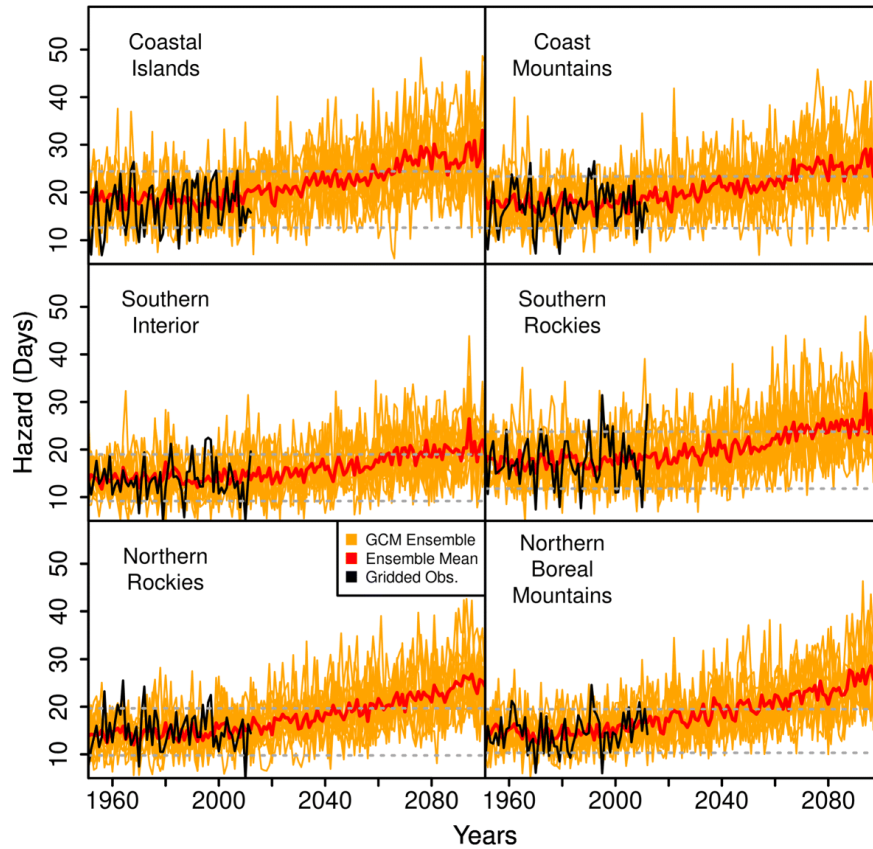 Coastal
Islands
Coast
Mountains
50
40
30
20
10
Southern
Interior
Southern
Rockies
Hazard (Days)
50
40
30
20
10
Northern
Rockies
GCM Ensemble
Ensemble Mean
Gridded Obs.
Northern
Boreal
Mountains
50
40
30
20
10
1960 2000 2040 2080 1960 2000 2040 2080
Years